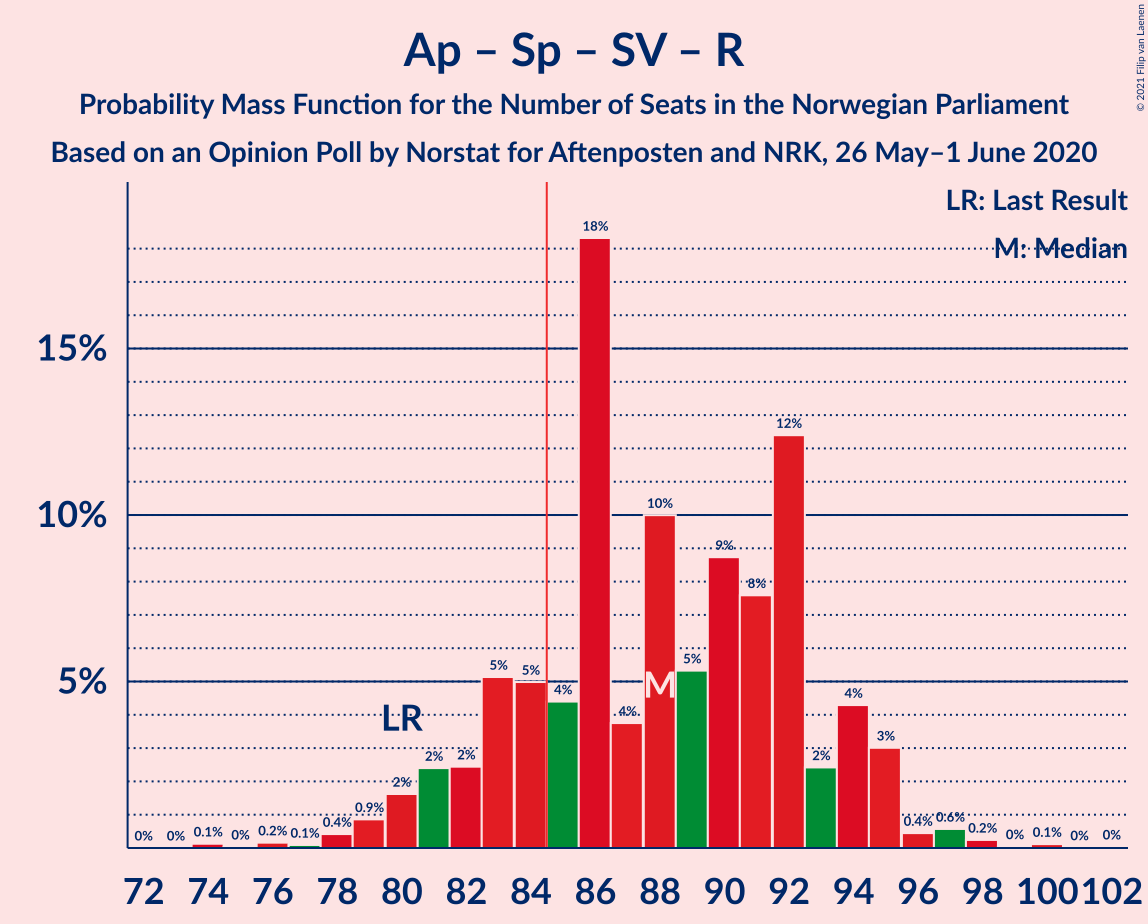 Ap – Sp – SV – R
Probability Mass Function for the Number of Seats in the Norwegian Parliament
Based on an Opinion Poll by Norstat for Aftenposten and NRK, 26 May–1 June 2020
© 2021 Filip van Laenen
LR: Last Result
M: Median
15%
10%
5%
0% 0% 0.1% 0% 0.2% 0.1% 0.4% 0.9% 2% 2% 2% 5% 5% 4% 18% 4% 10% 5% 9% 8% 12% 2% 4% 3% 0.4% 0.6% 0.2% 0% 0.1% 0% 0%
LR
M
72 74 76 78 80 82 84 86 88 90 92 94 96 98 100 102